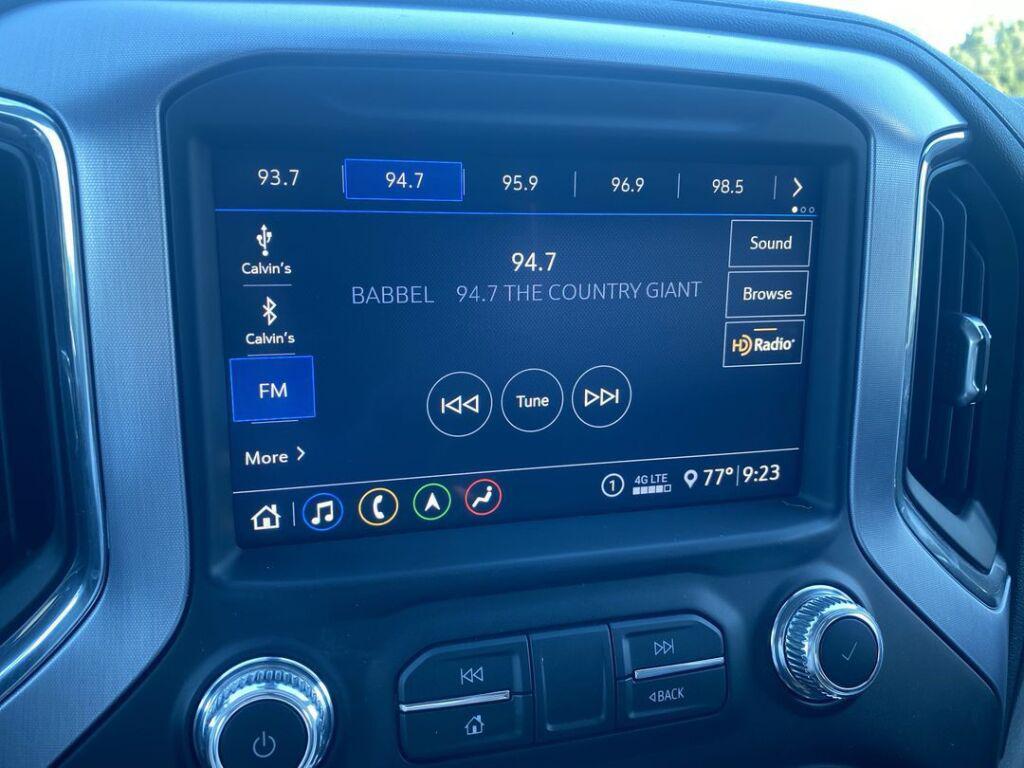 93.7 94.7 95.9 96.9 98.5
Calvin's
Calvin's
FM
More
94.7
BABBEL 94.7 THE COUNTRY GIANT
Tune
Sound
Browse
HD Radio
1 4G LTE 77° 9:23
BACK